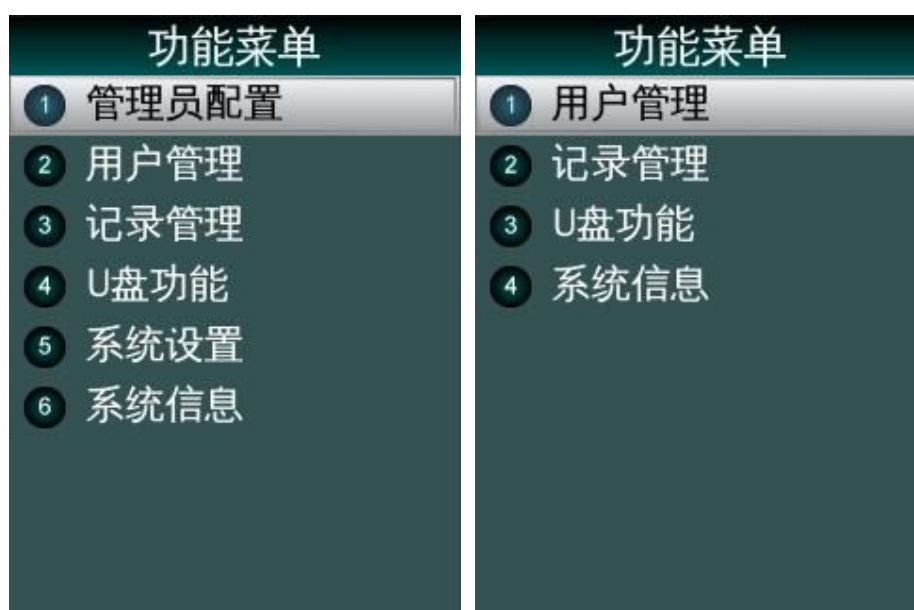 功能菜单
1 管理员配置
2 用户管理
3 记录管理
4 U盘功能
5 系统设置
6 系统信息
功能菜单
1 用户管理
2 记录管理
3 U盘功能
4 系统信息